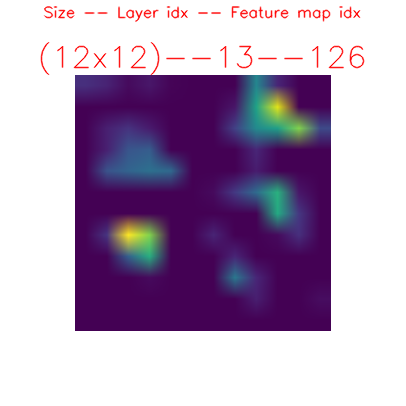 Size -- Layer idx -- Feature map idx
(12x12)--13--126